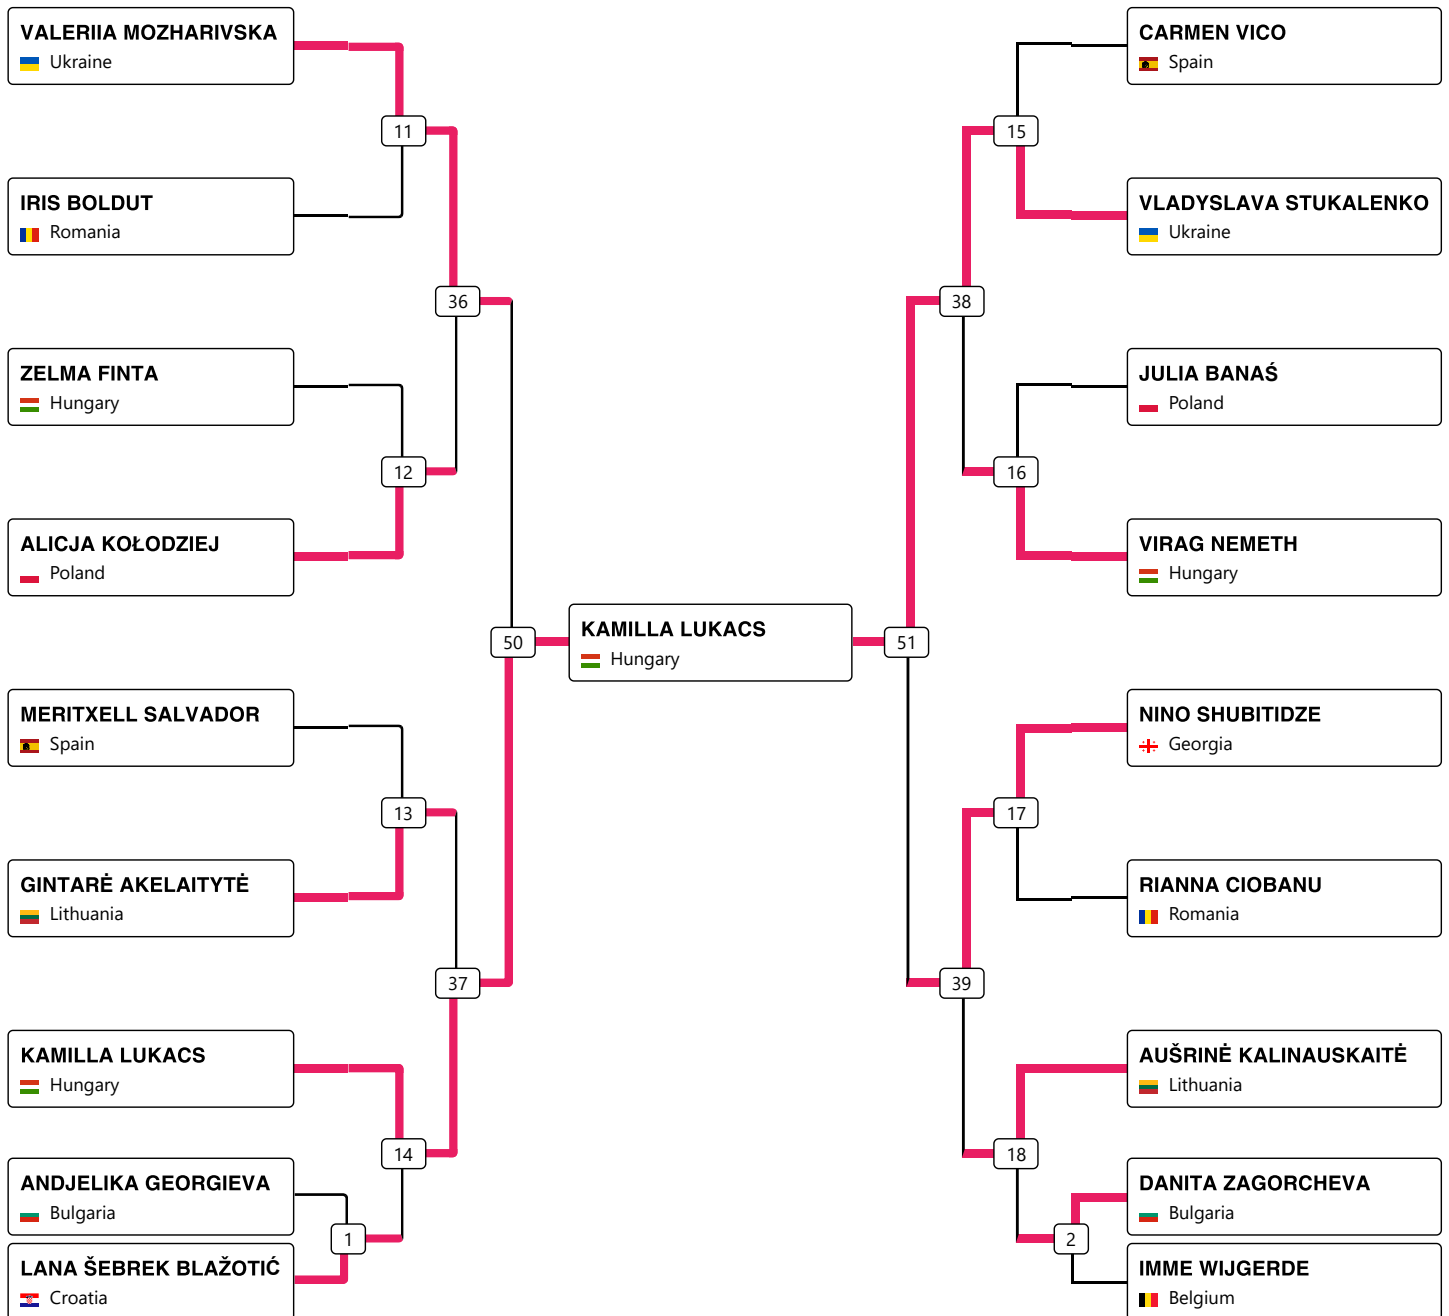 VALERIIA MOZHARIVSKA
Ukraine
11
IRIS BOLDUT
Romania
36
ZELMA FINTA
Hungary
12
ALICJA KOŁODZIEJ
Poland
50
MERITXELL SALVADOR
Spain
13
GINTARĖ AKELAITYTĖ
Lithuania
37
KAMILLA LUKACS
Hungary
14
ANDJELIKA GEORGIEVA
Bulgaria
1
LANA ŠEBREK BLAŽOTIĆ
Croatia
KAMILLA LUKACS
Hungary
CARMEN VICO
Spain
15
VLADYSLAVA STUKALENKO
Ukraine
38
JULIA BANAŚ
Poland
16
VIRAG NEMETH
Hungary
51
NINO SHUBITIDZE
Georgia
17
RIANNA CIOBANU
Romania
39
AUŠRINĖ KALINAUSKAITĖ
Lithuania
18
DANITA ZAGORCHEVA
Bulgaria
2
IMME WIJGERDE
Belgium